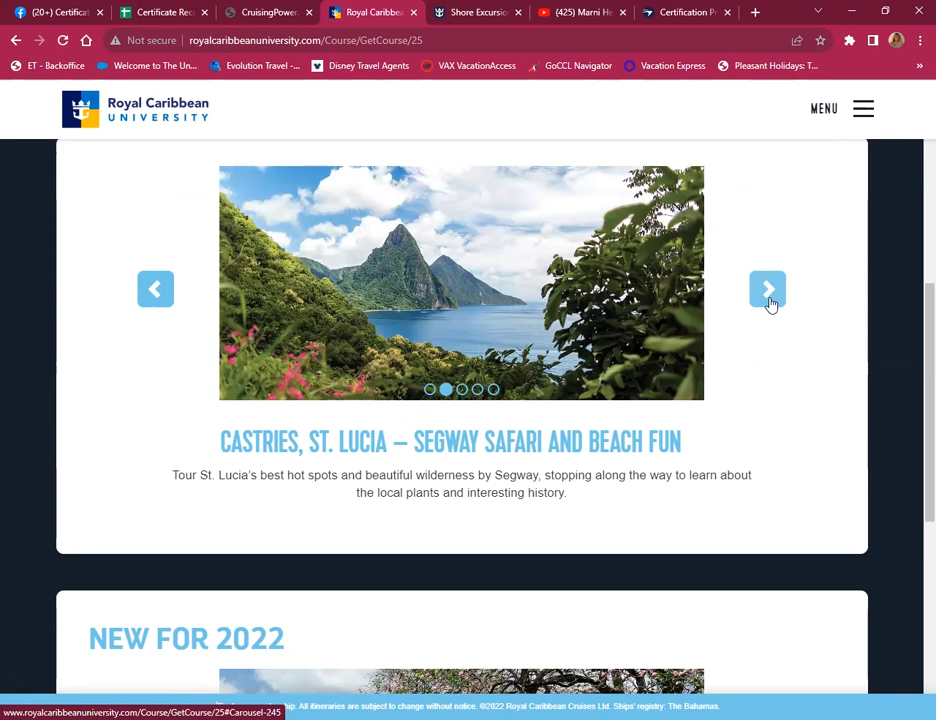 (20+) Certificat
Certificate Rec
CruisingPower.
Royal Caribbea
Shore Excursio
(425) Marni He
Certification P
Not secure
royalcaribbeanuniversity.com/Course/GetCourse/25
ET - Backoffice
Welcome to The Un...
Evolution Travel -...
Disney Travel Agents
VAX VacationAccess
GoCCL Navigator
Vacation Express
Pleasant Holidays: T...
»
Royal Caribbean
UNIVERSITY
MENU
CASTRIES, ST. LUCIA – SEGWAY SAFARI AND BEACH FUN
Tour St. Lucia's best hot spots and beautiful wilderness by Segway, stopping along the way to learn about
the local plants and interesting history.
NEW FOR 2022
. All itineraries are subject to change without notice. ©2022 Royal Caribbean Cruises Ltd. Ships' registry: The Bahamas.
www.royalcaribbeanuniversity.com/Course/GetCourse/25#Carousel-245